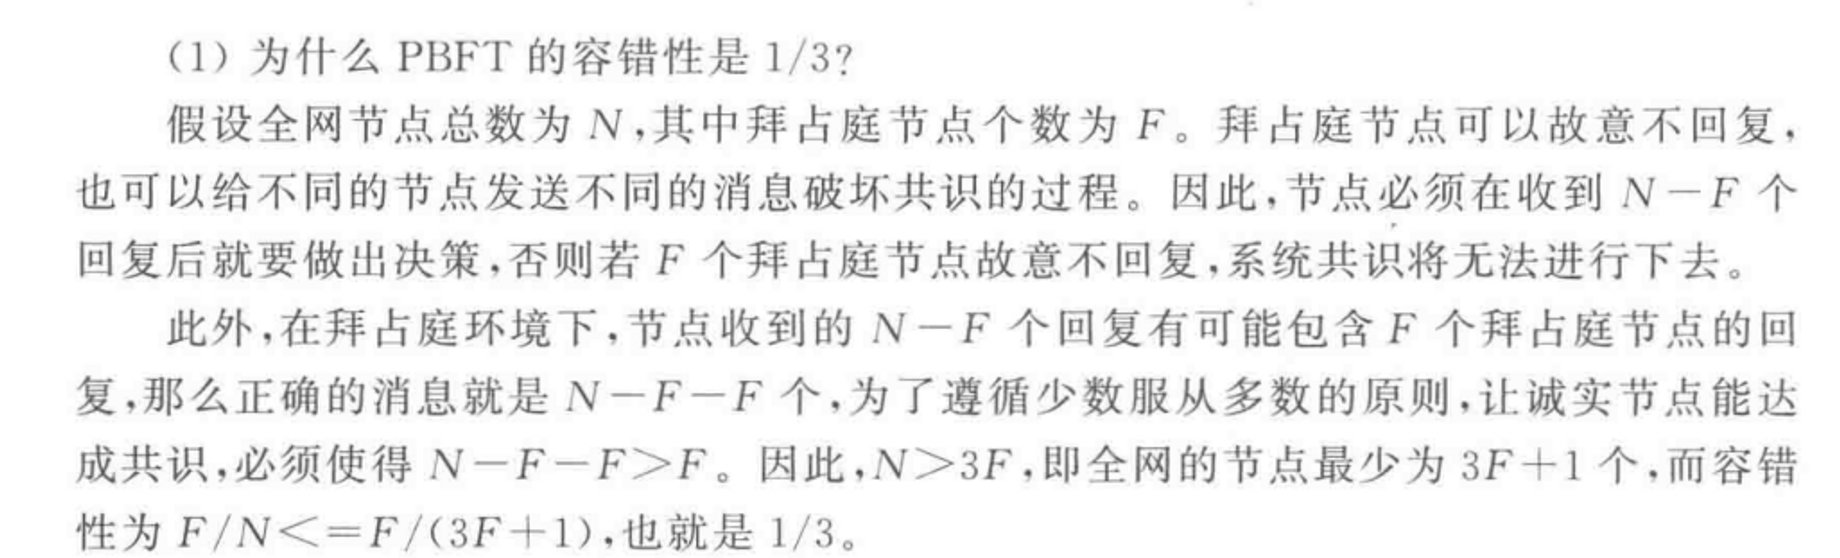 (1) 为什么 PBFT 的容错性是 1/3?
假设全网节点总数为 N,其中拜占庭节点个数为 F。拜占庭节点可以故意不回复,
也可以给不同的节点发送不同的消息破坏共识的过程。因此,节点必须在收到 N－F 个
回复后就要做出决策,否则若 F 个拜占庭节点故意不回复,系统共识将无法进行下去。
此外,在拜占庭环境下,节点收到的 N－F 个回复有可能包含 F 个拜占庭节点的回
复,那么正确的消息就是 N－F－F 个,为了遵循少数服从多数的原则,让诚实节点能达
成共识,必须使得 N－F－F>F。因此,N>3F,即全网的节点最少为 3F+1 个,而容错
性为 F/N<=F/(3F+1),也就是 1/3。